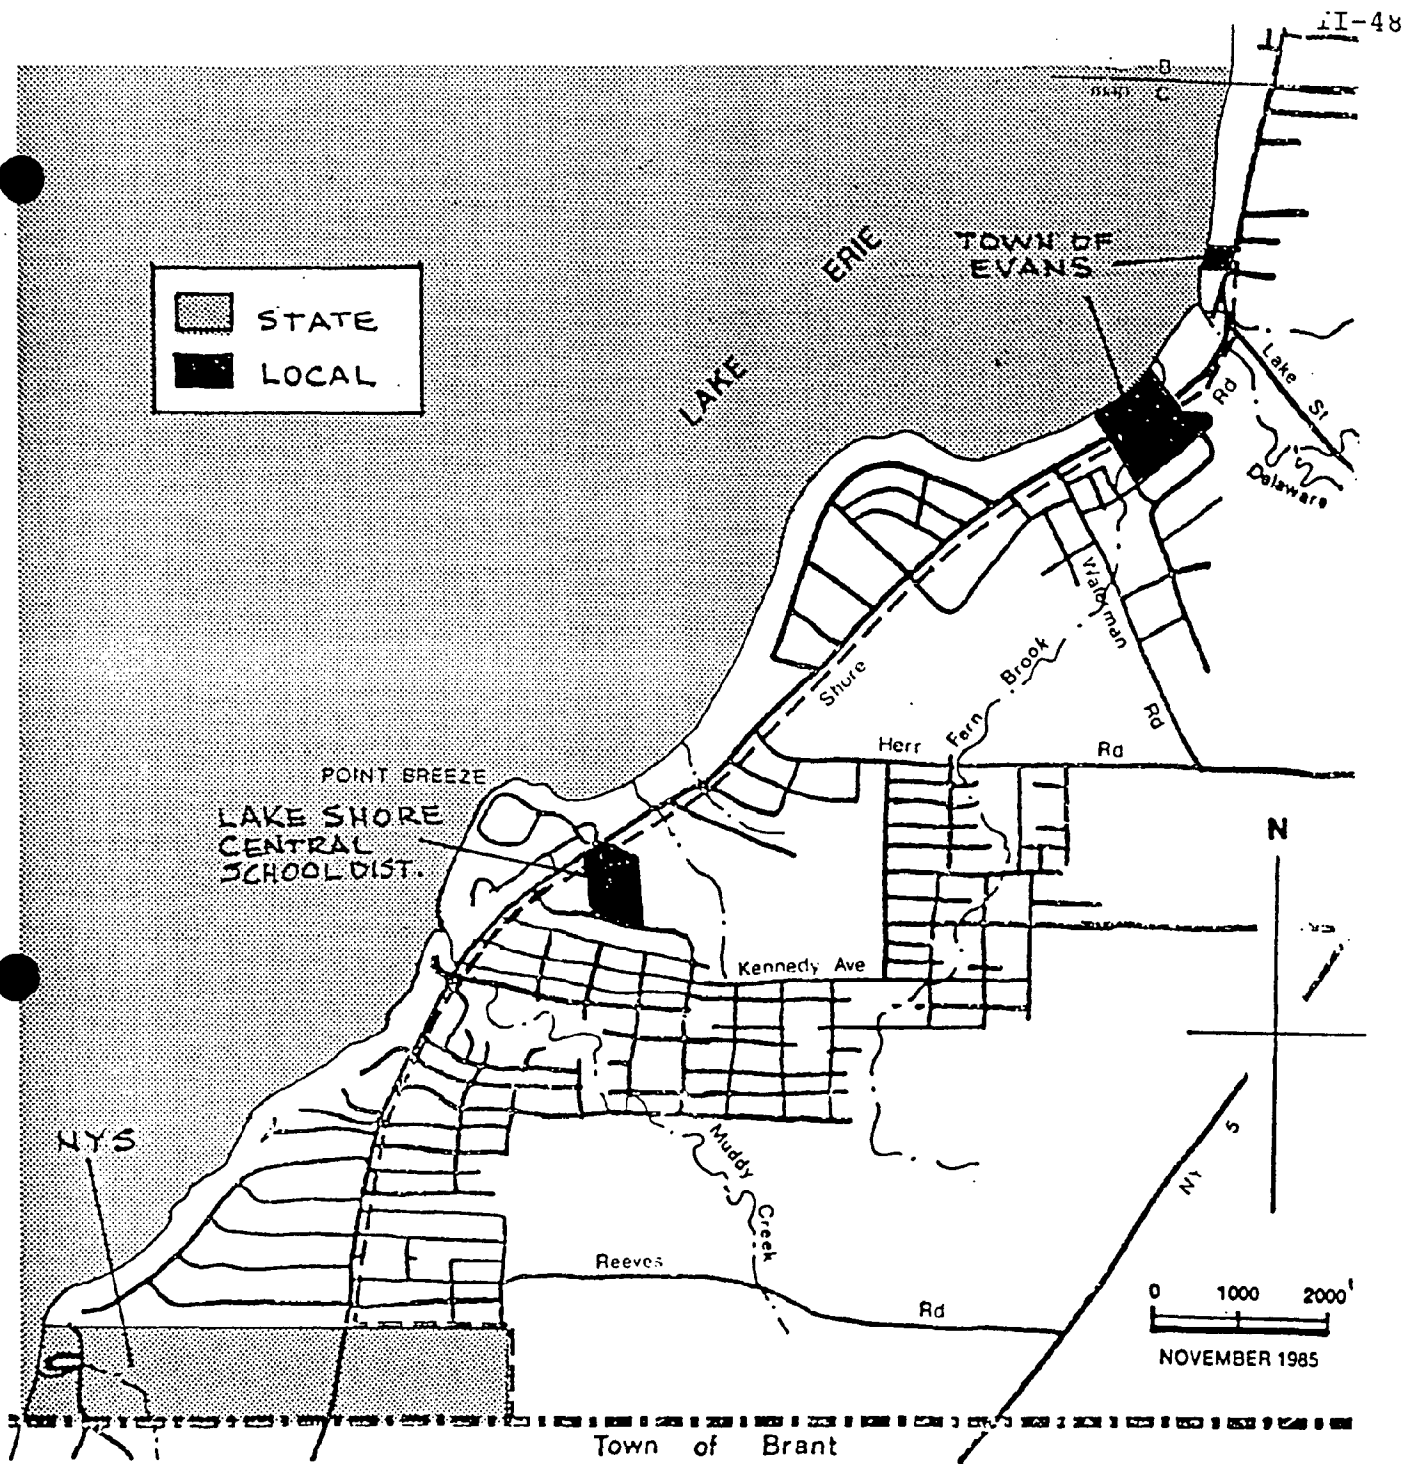 II-48
D
map C
TOWN OF
EVANS
LAKE ERIE
STATE
LOCAL
Lake St
Rd
Delaware
Waterman Rd
Fern Brook
Shore
Herr Rd
POINT BREEZE
LAKE SHORE
CENTRAL
SCHOOL DIST.
N
Kennedy Ave
NYS
Muddy Creek
NY 5
Reeves Rd
0 1000 2000'
NOVEMBER 1985
Town of Brant